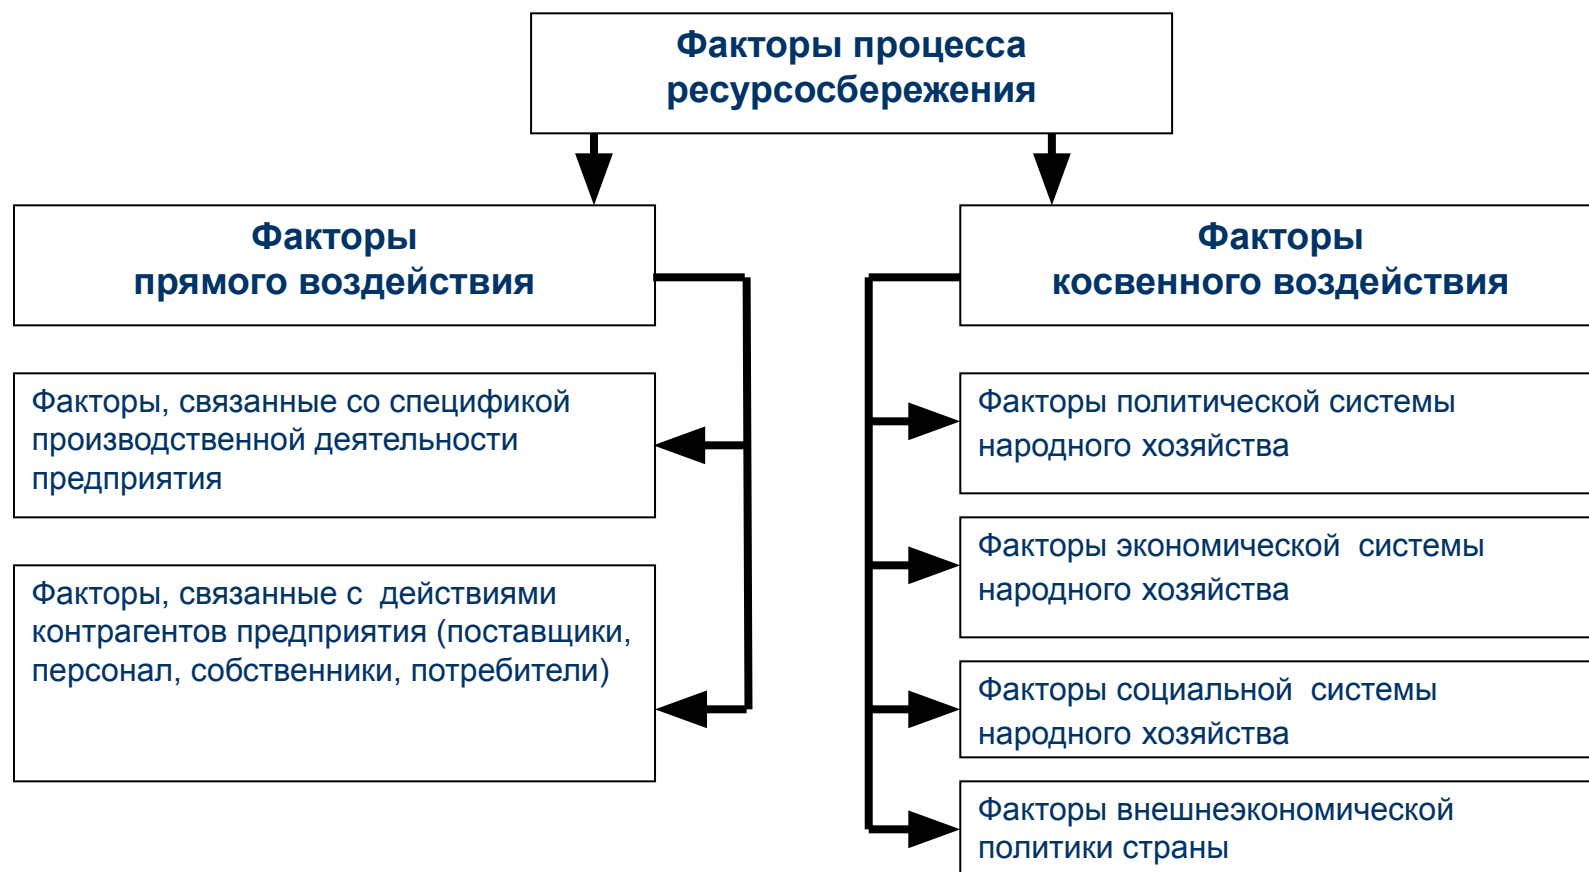 Факторы процесса
ресурсосбережения
Факторы
прямого воздействия
Факторы, связанные со спецификой
производственной деятельности
предприятия
Факторы, связанные с действиями
контрагентов предприятия (поставщики,
персонал, собственники, потребители)
Факторы
косвенного воздействия
Факторы политической системы
народного хозяйства
Факторы экономической системы
народного хозяйства
Факторы социальной системы
народного хозяйства
Факторы внешнеэкономической
политики страны